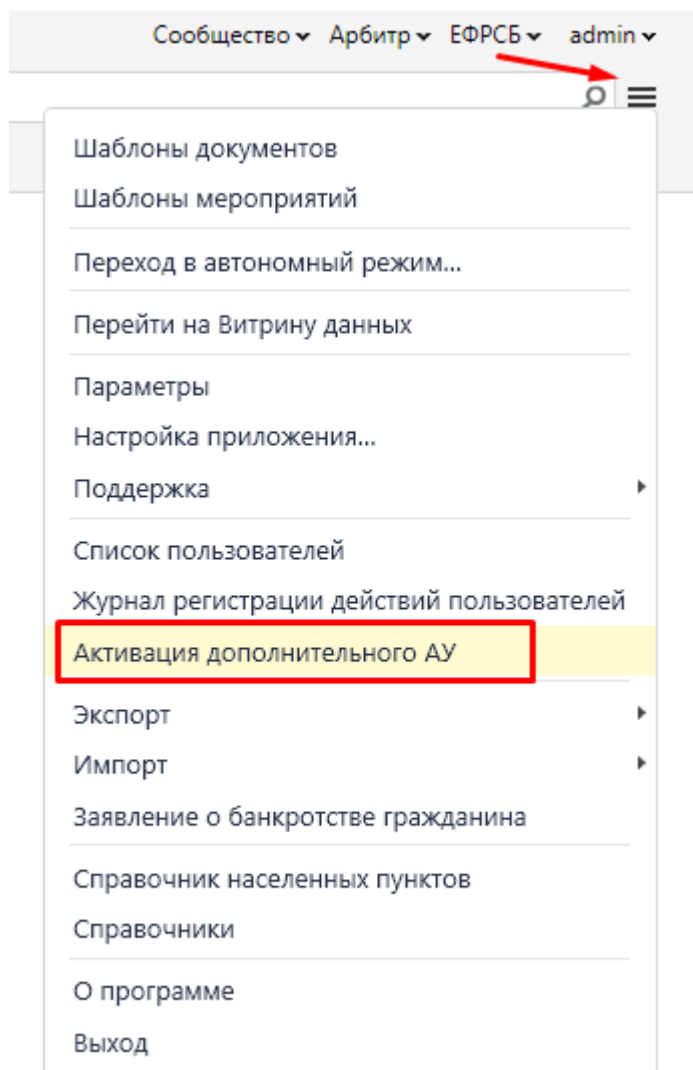 Сообщество Арбитр ЕФРСБ admin
Шаблоны документов
Шаблоны мероприятий
Переход в автономный режим...
Перейти на Витрину данных
Параметры
Настройка приложения...
Поддержка
Список пользователей
Журнал регистрации действий пользователей
Активация дополнительного АУ
Экспорт
Импорт
Заявление о банкротстве гражданина
Справочник населенных пунктов
Справочники
О программе
Выход